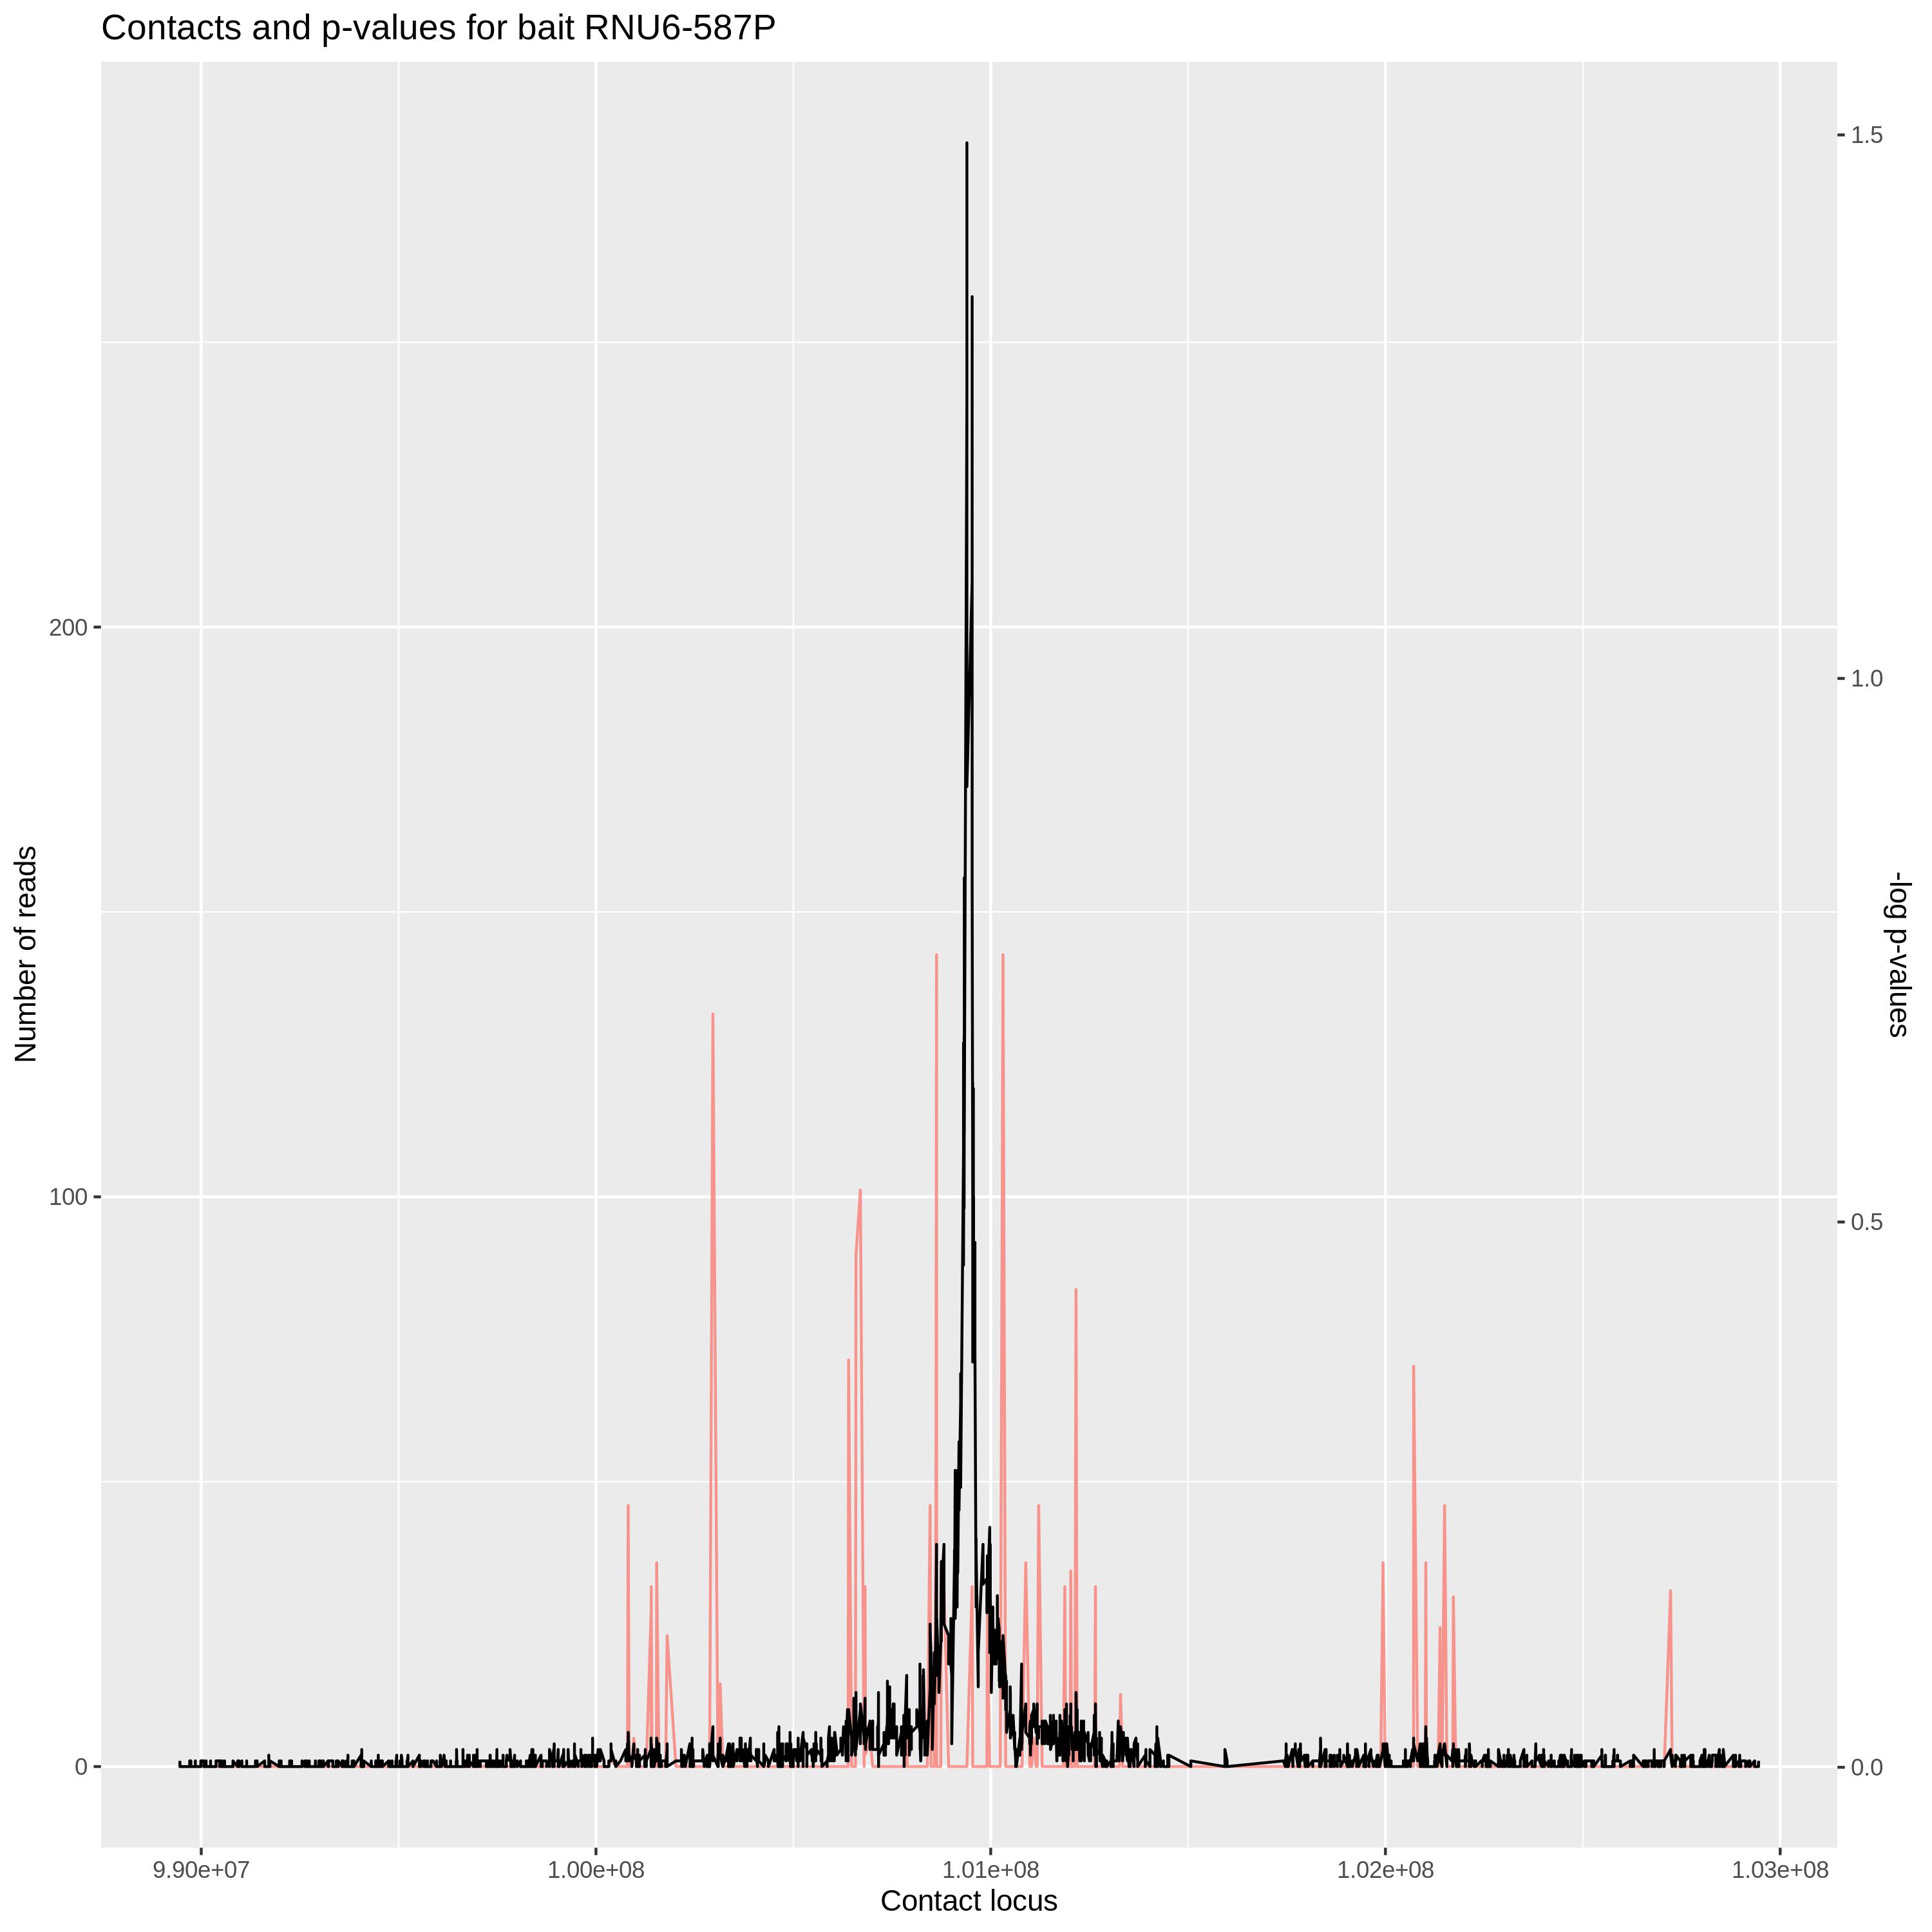 Contacts and p-values for bait RNU6-587P
1.5
200
1.0
Number of reads
-log p-values
100
0.5
0
0.0
9.90e+07
1.00e+08
1.01e+08
1.02e+08
1.03e+08
Contact locus